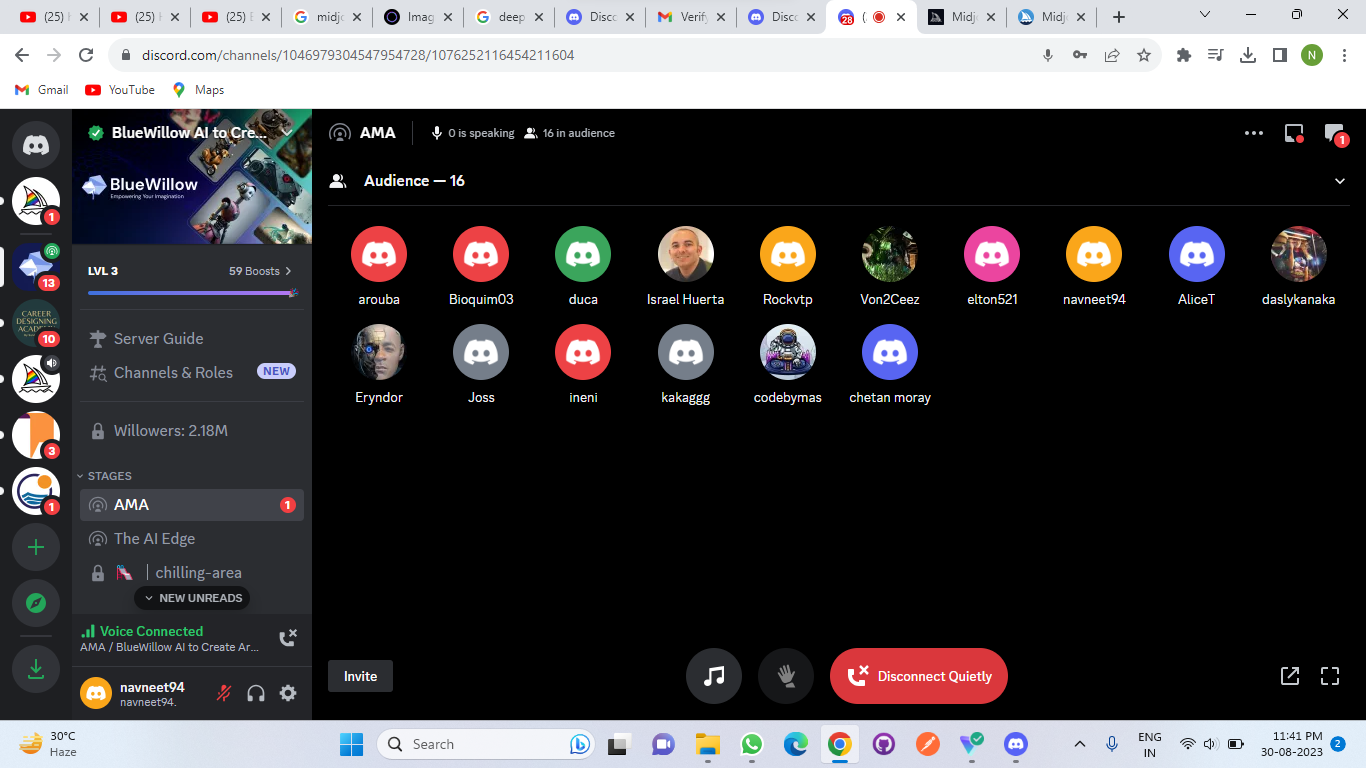 (25) H
(25) H
(25) E
midjo
Imag
deep
Disco
Verify
Disco
28
(
Midj
Midj
discord.com/channels/1046979304547954728/1076252116454211604
N
Gmail
YouTube
Maps
BlueWillow AI to Cre...
BlueWillow
Empowering Your Imagination
LVL 3
59 Boosts
Server Guide
Channels & Roles
NEW
Willowers: 2.18M
STAGES
AMA
1
The AI Edge
| chilling-area
NEW UNREADS
Voice Connected
AMA / BlueWillow AI to Create Ar...
navneet94
navneet94.
1
13
CAREER
DESIGNING
ACADEMY
10
3
1
AMA
0 is speaking
16 in audience
1
Audience — 16
arouba
Bioquim03
duca
Israel Huerta
Rockvtp
Von2Ceez
elton521
navneet94
AliceT
daslykanaka
Eryndor
Joss
ineni
kakaggg
codebymas
chetan moray
Invite
Disconnect Quietly
30°C
Haze
Search
ENG
IN
11:41 PM
30-08-2023
2